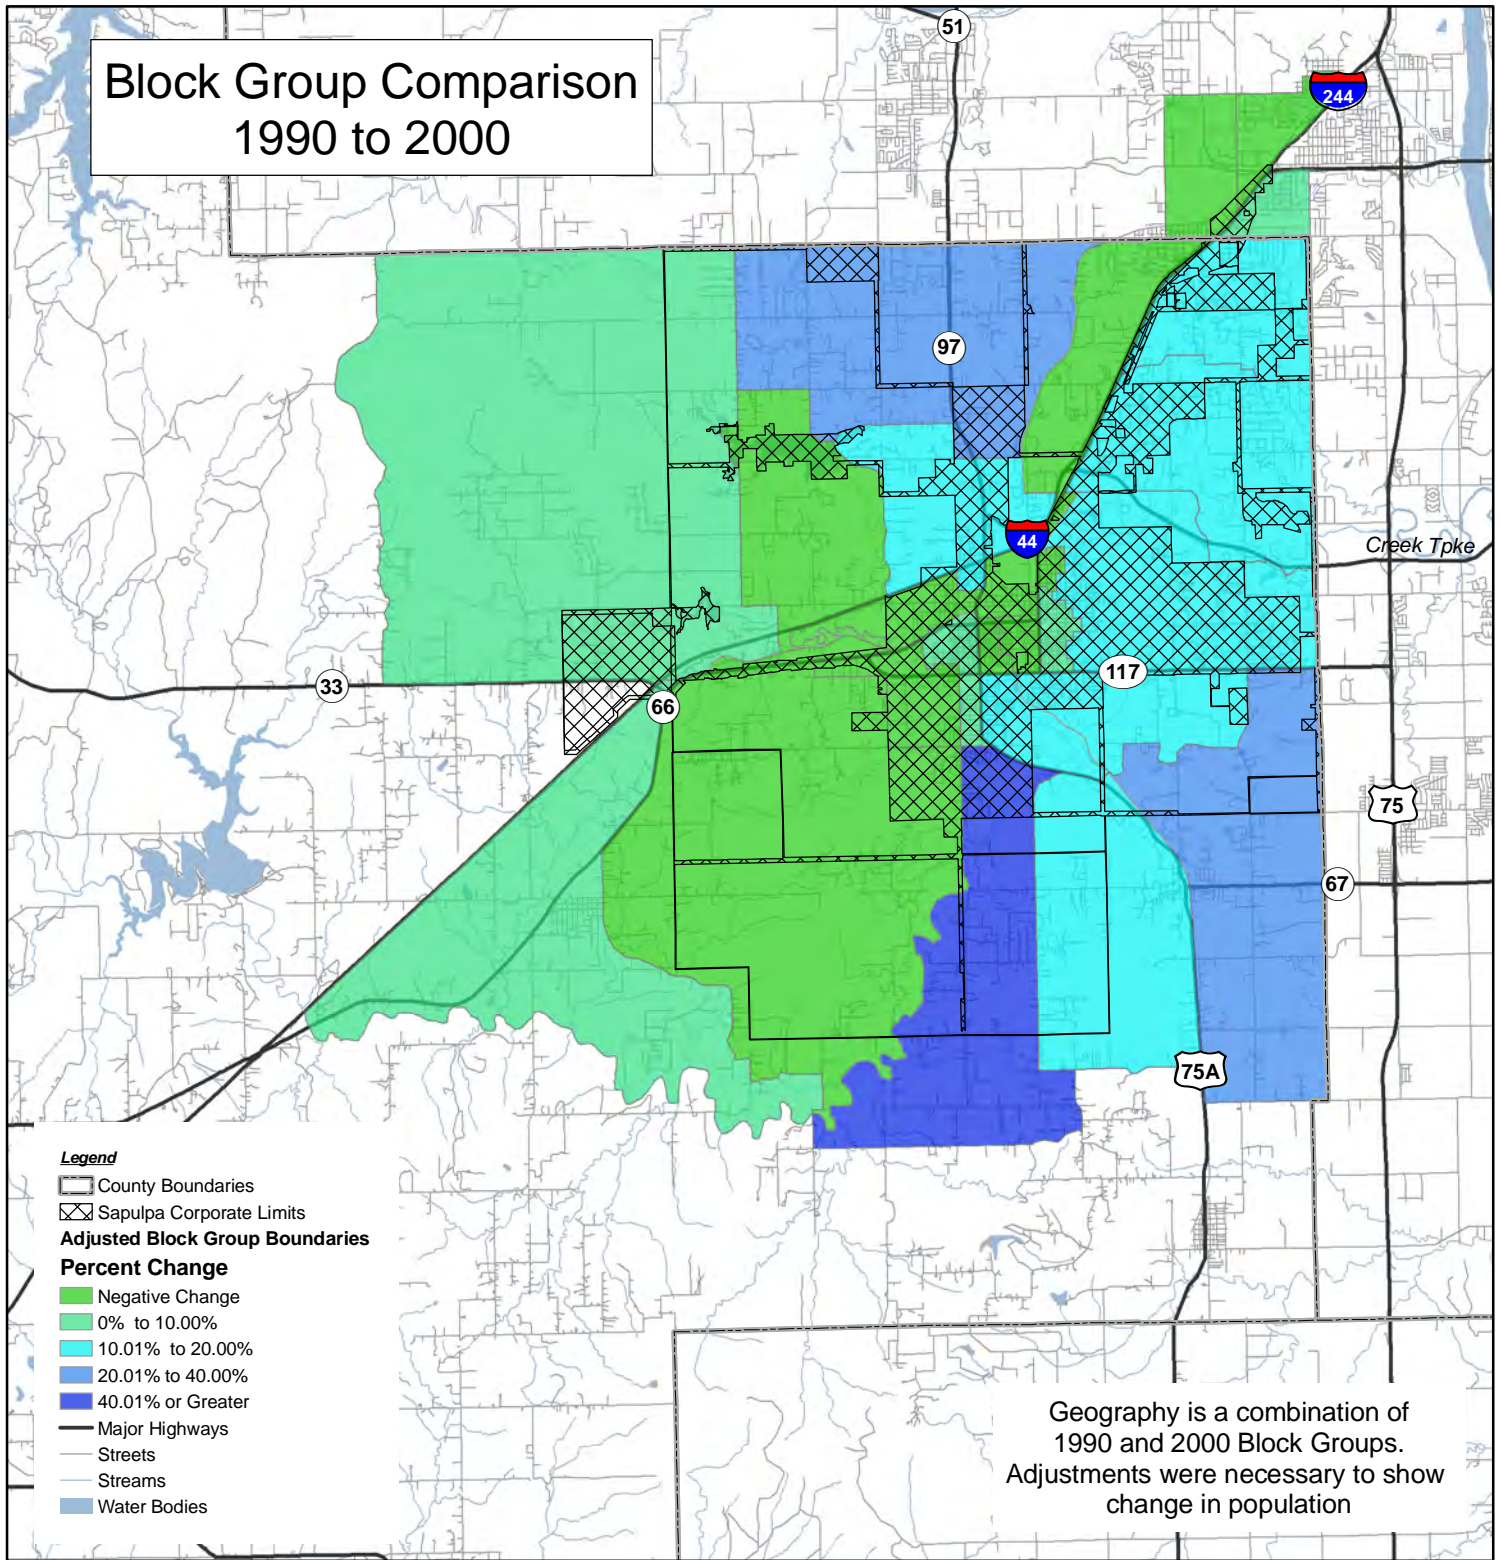 Block Group Comparison
1990 to 2000
51
244
97
44
Creek Tpke
33
66
117
75
67
75A
Legend
County Boundaries
Sapulpa Corporate Limits
Adjusted Block Group Boundaries
Percent Change
Negative Change
0% to 10.00%
10.01% to 20.00%
20.01% to 40.00%
40.01% or Greater
Major Highways
Streets
Streams
Water Bodies
Geography is a combination of
1990 and 2000 Block Groups.
Adjustments were necessary to show
change in population